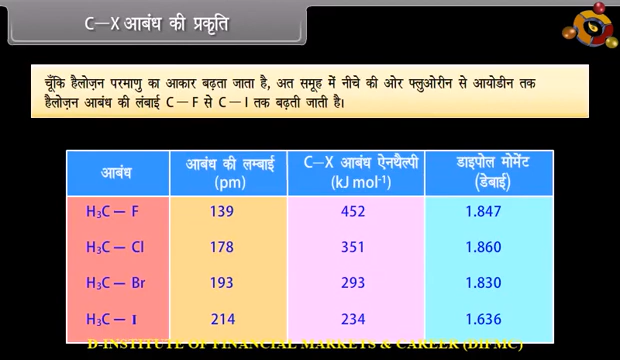 C—X आबंध की प्रकृति
चूँकि हैलोज़न परमाणु का आकार बढ़ता जाता है, अत समूह में नीचे की ओर फ्लुओरीन से आयोडीन तक
हैलोज़न आबंध की लंबाई C – F से C – I तक बढ़ती जाती है।
आबंध आबंध की लम्बाई (pm) C–X आबंध ऐनथैल्पी (kJ mol⁻¹) डाइपोल मोमेंट (डेबाई)
H₃C – F 139 452 1.847
H₃C – Cl 178 351 1.860
H₃C – Br 193 293 1.830
H₃C – I 214 234 1.636
D-INSTITUTE OF FINANCIAL MARKETS & CAREER (DIFMC)